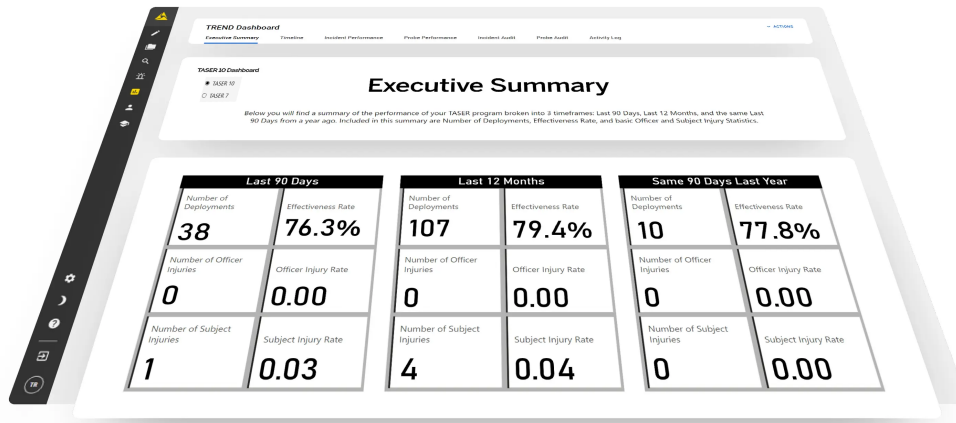 TREND Dashboard
ACTIONS
Executive Summary Timeline Incident Performance Probe Performance Incident Audit Probe Audit Activity Log
TASER 10 Dashboard
TASER 10
TASER 7
Executive Summary
Below you will find a summary of the performance of your TASER program broken into 3 timeframes: Last 90 Days, Last 12 Months, and the same Last
90 Days from a year ago. Included in this summary are Number of Deployments, Effectiveness Rate, and basic Officer and Subject Injury Statistics.
Last 90 Days
Number of
Deployments
38
Effectiveness Rate
76.3%
Number of Officer
Injuries
0
Officer Injury Rate
0.00
Number of Subject
Injuries
1
Subject Injury Rate
0.03
Last 12 Months
Number of
Deployments
107
Effectiveness Rate
79.4%
Number of Officer
Injuries
0
Officer Injury Rate
0.00
Number of Subject
Injuries
4
Subject Injury Rate
0.04
Same 90 Days Last Year
Number of
Deployments
10
Effectiveness Rate
77.8%
Number of Officer
Injuries
0
Officer Injury Rate
0.00
Number of Subject
Injuries
0
Subject Injury Rate
0.00
TR